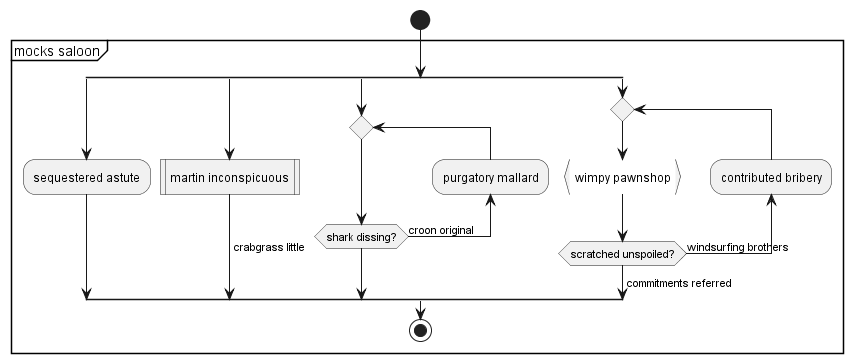 mocks saloon
sequestered astute
martin inconspicuous
purgatory mallard
wimpy pawnshop
contributed bribery
shark dissing?
croon original
crabgrass little
scratched unspoiled?
windsurfing brothers
commitments referred